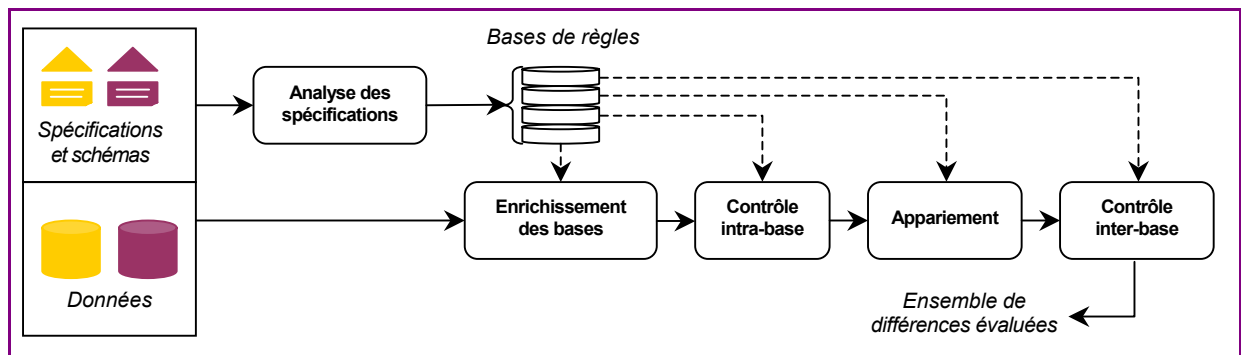 Bases de règles
Analyse des
spécifications
Spécifications
et schémas
Enrichissement
des bases
Contrôle
intra-base
Appariement
Contrôle
inter-base
Données
Ensemble de
différences évaluées